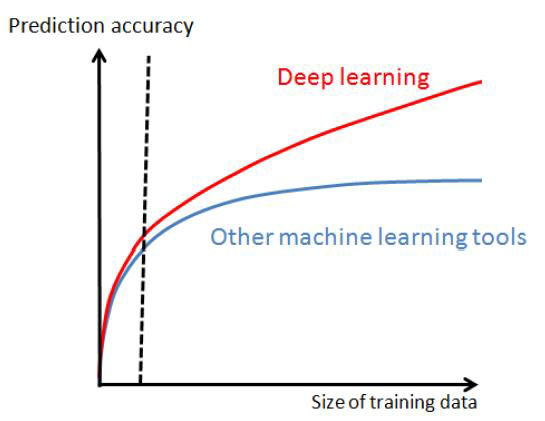 Prediction accuracy
Deep learning
Other machine learning tools
Size of training data